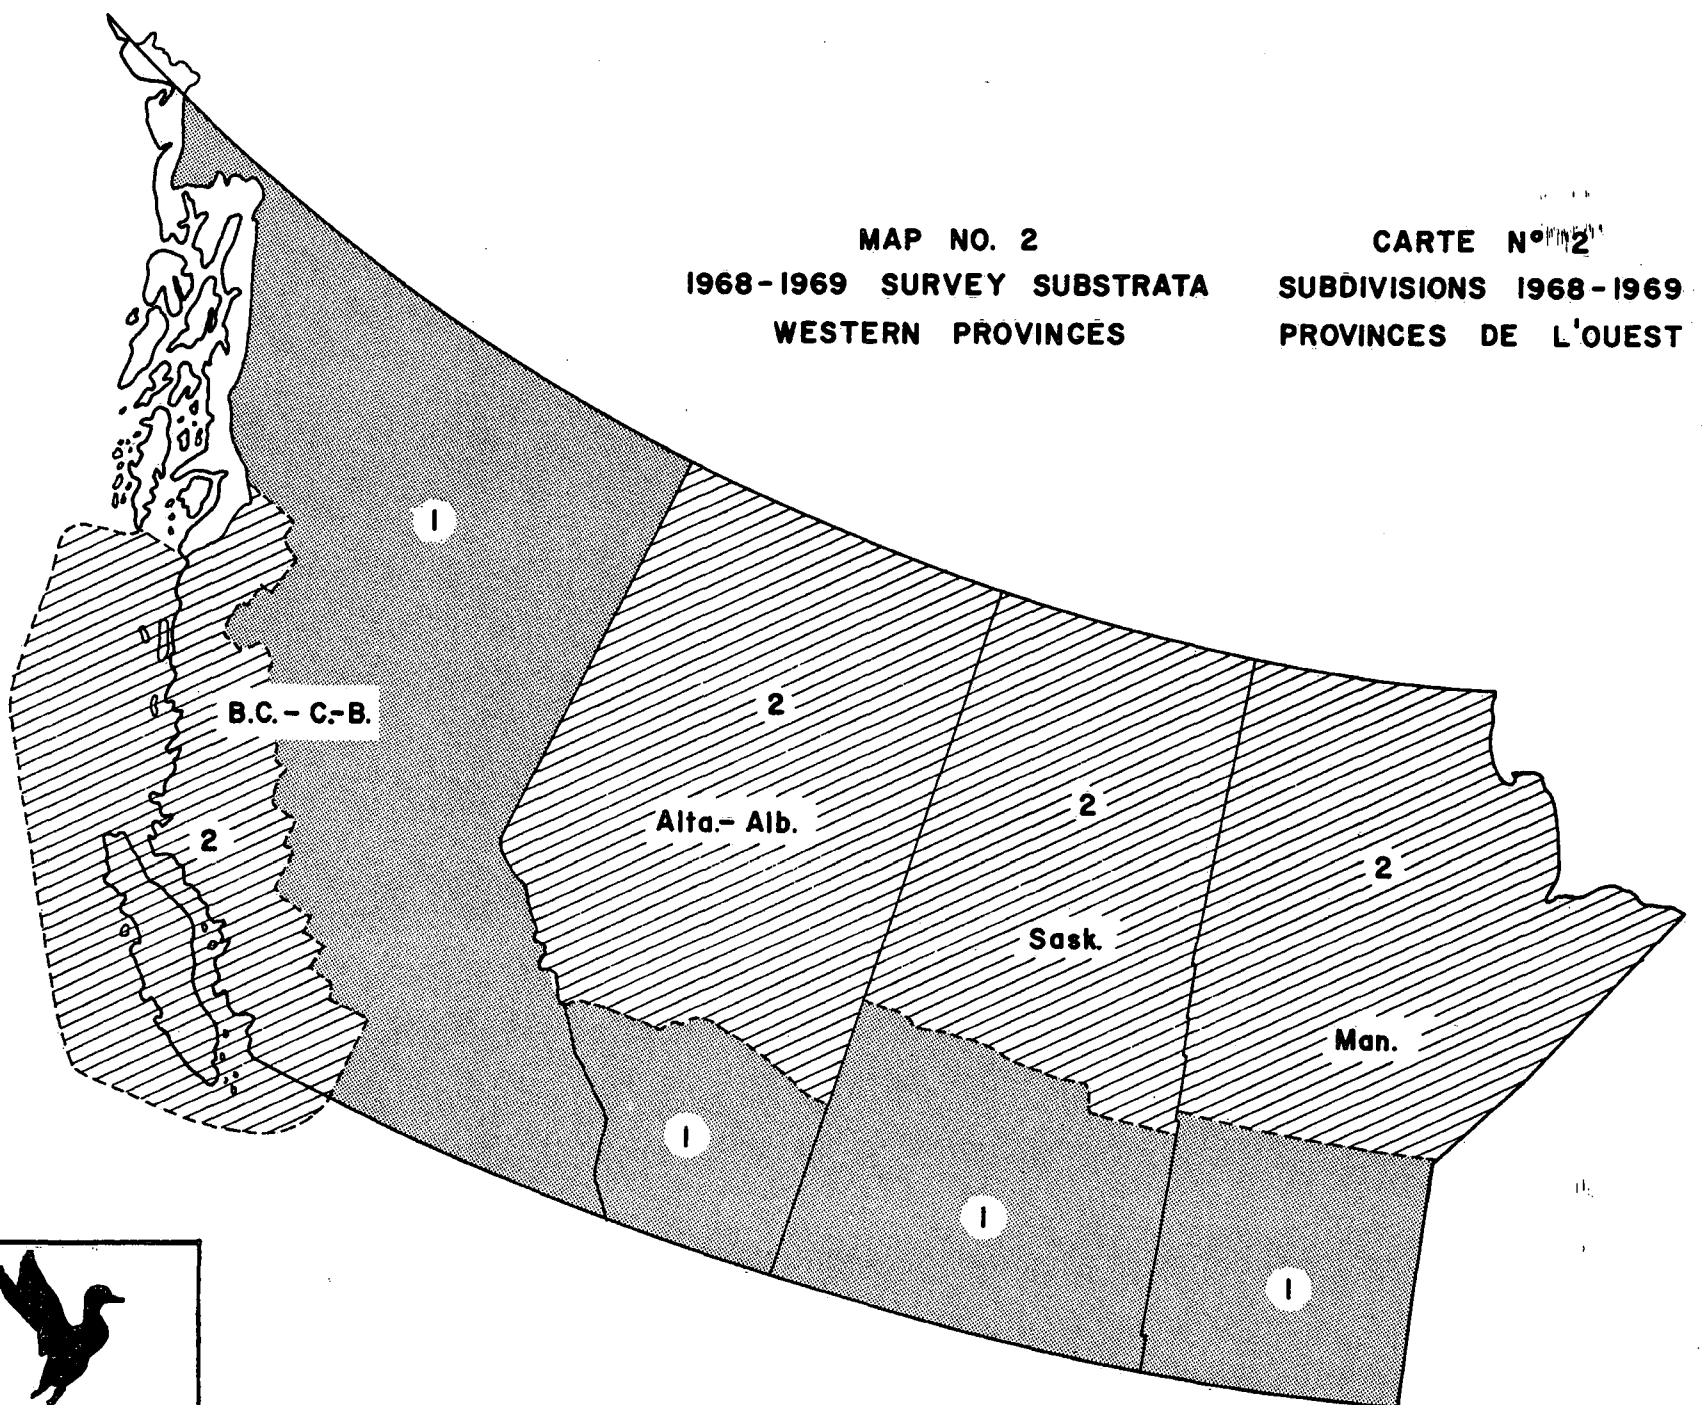 MAP NO. 2
1968-1969 SURVEY SUBSTRATA
WESTERN PROVINCES
CARTE Nº 2
SUBDIVISIONS 1968-1969
PROVINCES DE L'OUEST
1
B.C. - C.-B.
2
2
Alta. - Alb.
2
Sask.
2
Man.
1
1
1